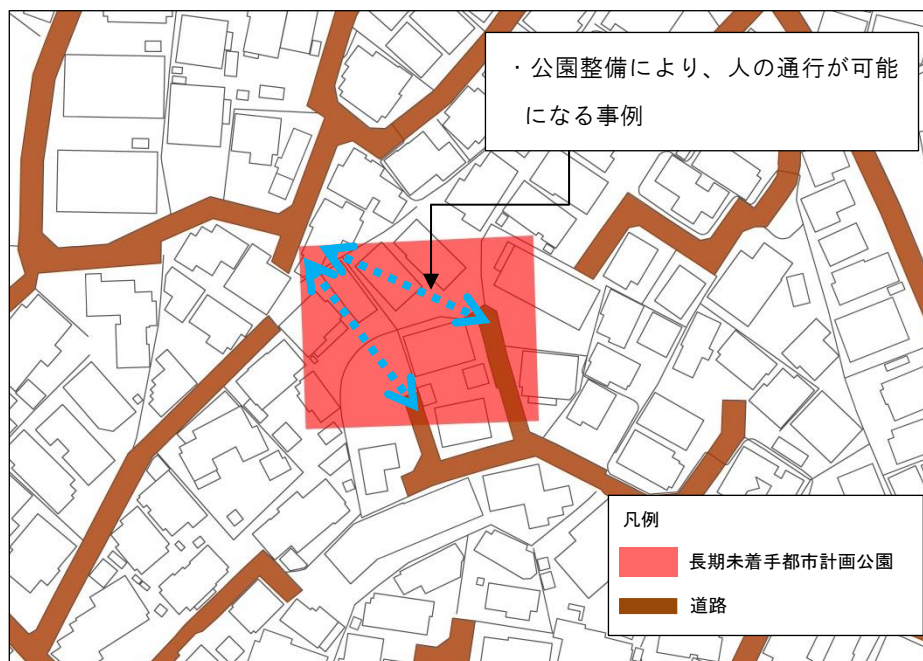 ・公園整備により、人の通行が可能
になる事例
凡例
長期未着手都市計画公園
道路